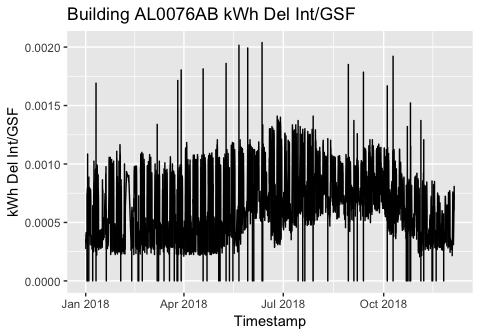 Building AL0076AB kWh Del Int/GSF
kWh Del Int/GSF
0.0020
0.0015
0.0010
0.0005
0.0000
Jan 2018 Apr 2018 Jul 2018 Oct 2018
Timestamp